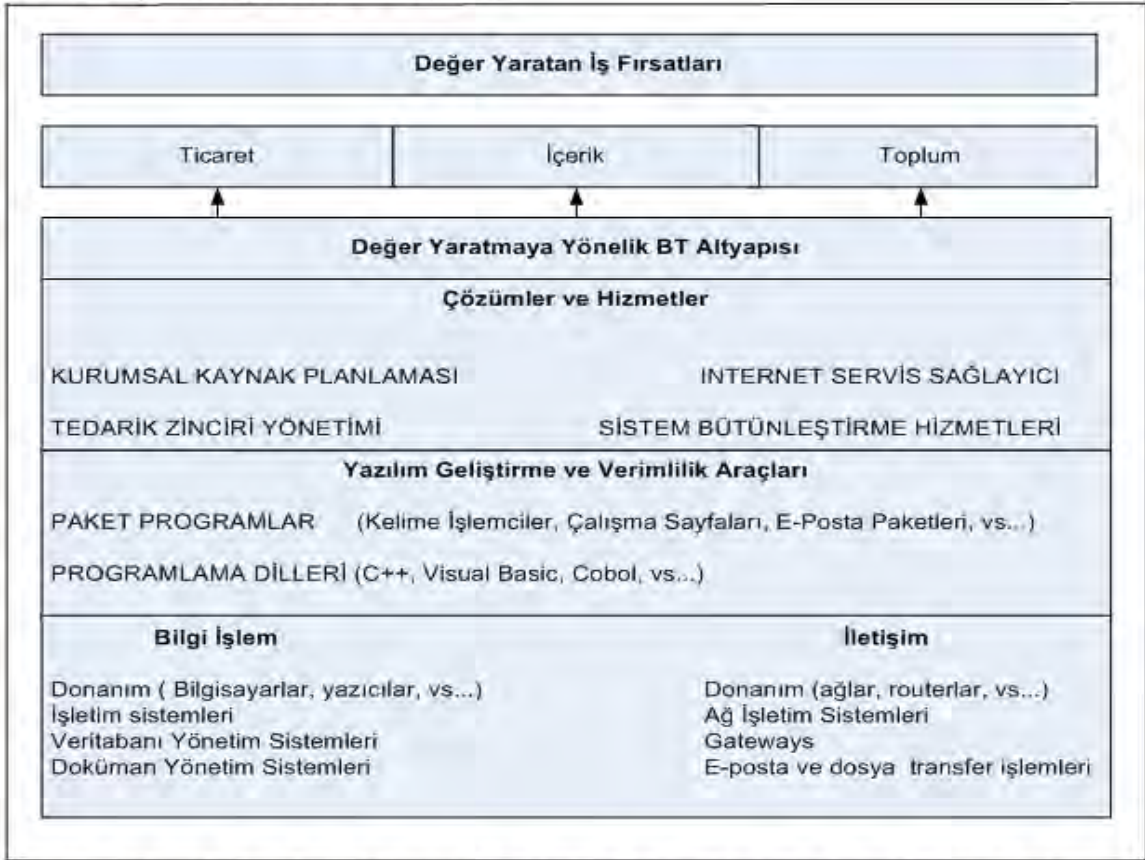 Değer Yaratan İş Fırsatları
Ticaret İçerik Toplum
Değer Yaratmaya Yönelik BT Altyapısı
Çözümler ve Hizmetler
KURUMSAL KAYNAK PLANLAMASI INTERNET SERVİS SAĞLAYICI
TEDARİK ZİNCİRİ YÖNETİMİ SİSTEM BÜTÜNLEŞTİRME HİZMETLERİ
Yazılım Geliştirme ve Verimlilik Araçları
PAKET PROGRAMLAR (Kelime İşlemciler, Çalışma Sayfaları, E-Posta Paketleri, vs...)
PROGRAMLAMA DİLLERİ (C++, Visual Basic, Cobol, vs...)
Bilgi İşlem
Donanım ( Bilgisayarlar, yazıcılar, vs...)
İşletim sistemleri
Veritabanı Yönetim Sistemleri
Doküman Yönetim Sistemleri
İletişim
Donanım (ağlar, routerlar, vs...)
Ağ İşletim Sistemleri
Gateways
E-posta ve dosya transfer işlemleri